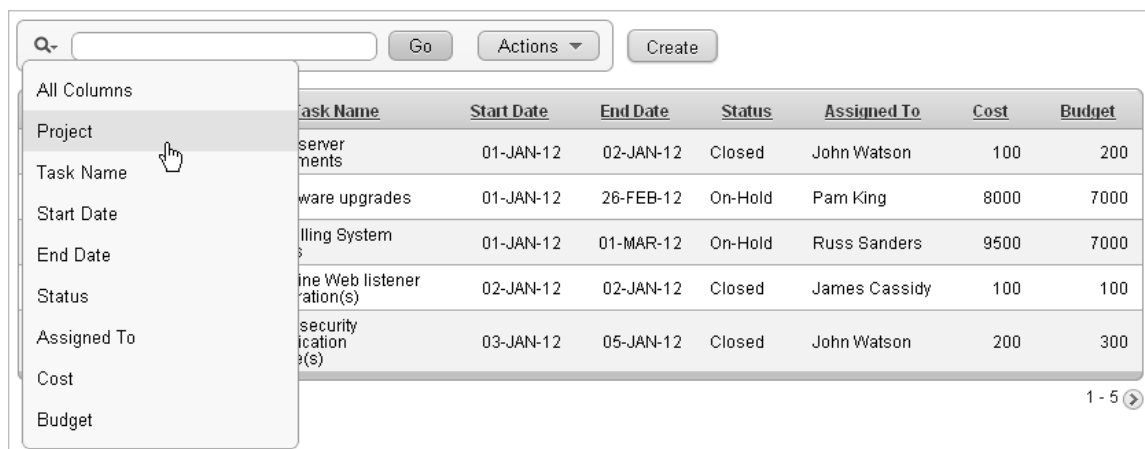 Go
Actions
Create
All Columns
Project
Task Name
Start Date
End Date
Status
Assigned To
Cost
Budget
Task Name Start Date End Date Status Assigned To Cost Budget
server
ments 01-JAN-12 02-JAN-12 Closed John Watson 100 200
ware upgrades 01-JAN-12 26-FEB-12 On-Hold Pam King 8000 7000
lling System
01-JAN-12 01-MAR-12 On-Hold Russ Sanders 9500 7000
ine Web listener
ration(s) 02-JAN-12 02-JAN-12 Closed James Cassidy 100 100
security
ication 03-JAN-12 05-JAN-12 Closed John Watson 200 300
e(s)
1 - 5